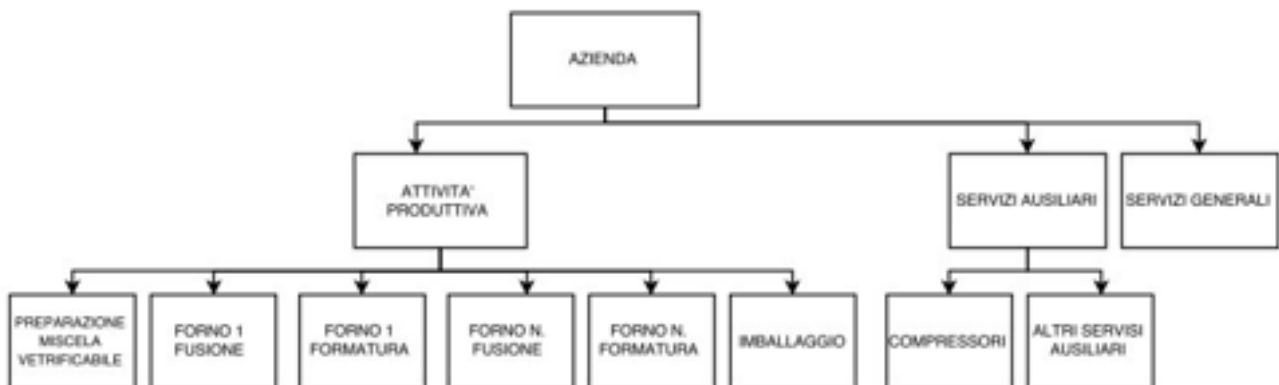 AZIENDA
ATTIVITA'
PRODUTTIVA
SERVIZI AUSILIARI
SERVIZI GENERALI
PREPARAZIONE
MISCELA
VETRIFICABILE
FORNO 1
FUSIONE
FORNO 1
FORMATURA
FORNO N.
FUSIONE
FORNO N.
FORMATURA
IMBALLAGGIO
COMPRESSORI
ALTRI SERVISI
AUSILIARI